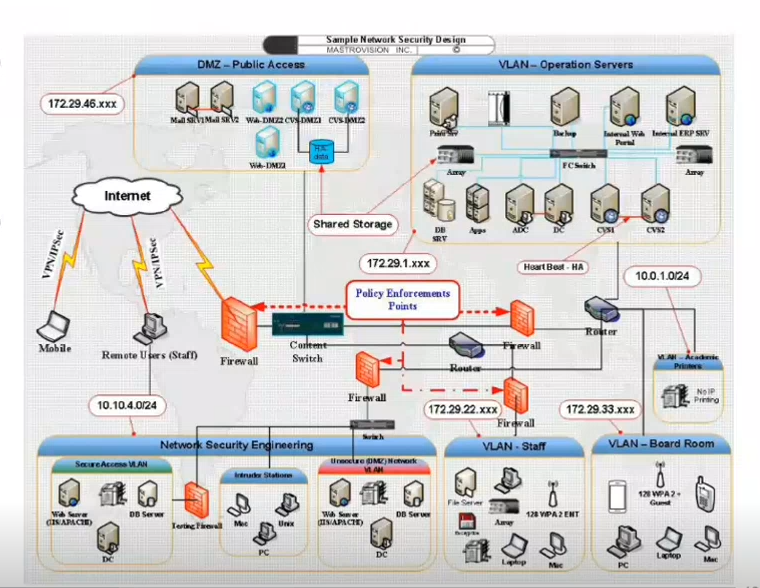 Sample Network Security Design
MASTROVISION INC. ©
DMZ – Public Access
VLAN – Operation Servers
172.29.46.xxx
Mail SRV1
Mail SRV2
Web-DMZ2
CVS-DMZ1
CVS-DMZ2
Web-DMZ1
data
Backup
Internal Web
Portal
Internal ERP SRV
Array
FC Switch
Array
DB
SRV
Apps
ADC
DC
CVS1
CVS2
Internet
Shared Storage
172.29.1.xxx
Heart Beat - HA
10.0.1.0/24
VPN/IPSec
VPN/IPSec
Policy Enforcements
Points
Mobile
Remote Users (Staff)
Firewall
Content
Switch
Firewall
Router
Router
VLAN – Academic
Printers
No IP
Printing
Firewall
Firewall
10.10.4.0/24
172.29.22.xxx
172.29.33.xxx
Switch
Network Security Engineering
VLAN - Staff
VLAN – Board Room
Secure Access VLAN
Intruder Stations
Unsecure (DMZ) Network
VLAN
Web Server
(IIS/APACHI)
DB Server
DC
Testing Firewall
Mac
Unix
PC
Web Server
(IIS/APACHI)
DB Server
DC
File Server
Array
128 WPA 2 ENT
Laptop
Mac
128 WPA 2 +
Guest
PC
Laptop
Mac